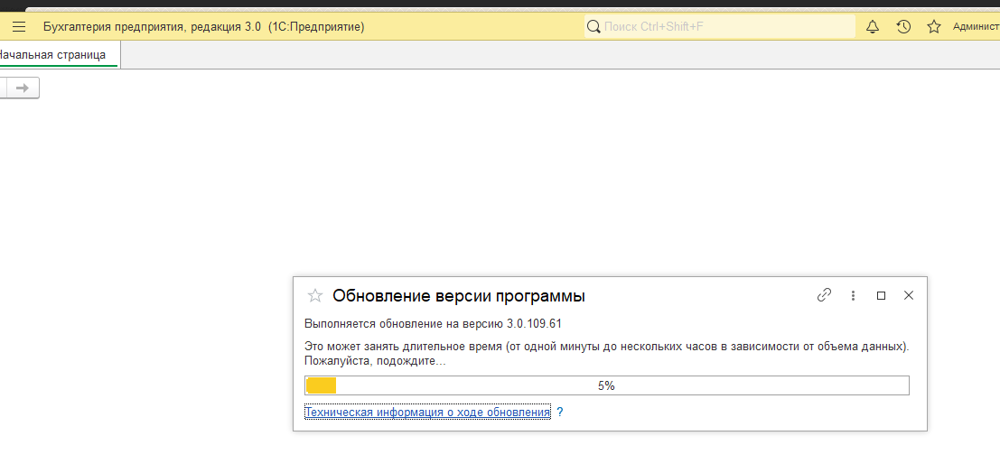 Бухгалтерия предприятия, редакция 3.0 (1С:Предприятие)
Поиск Ctrl+Shift+F
Админист
Начальная страница
Обновление версии программы
Выполняется обновление на версию 3.0.109.61
Это может занять длительное время (от одной минуты до нескольких часов в зависимости от объема данных).
Пожалуйста, подождите...
5%
Техническая информация о ходе обновления ?